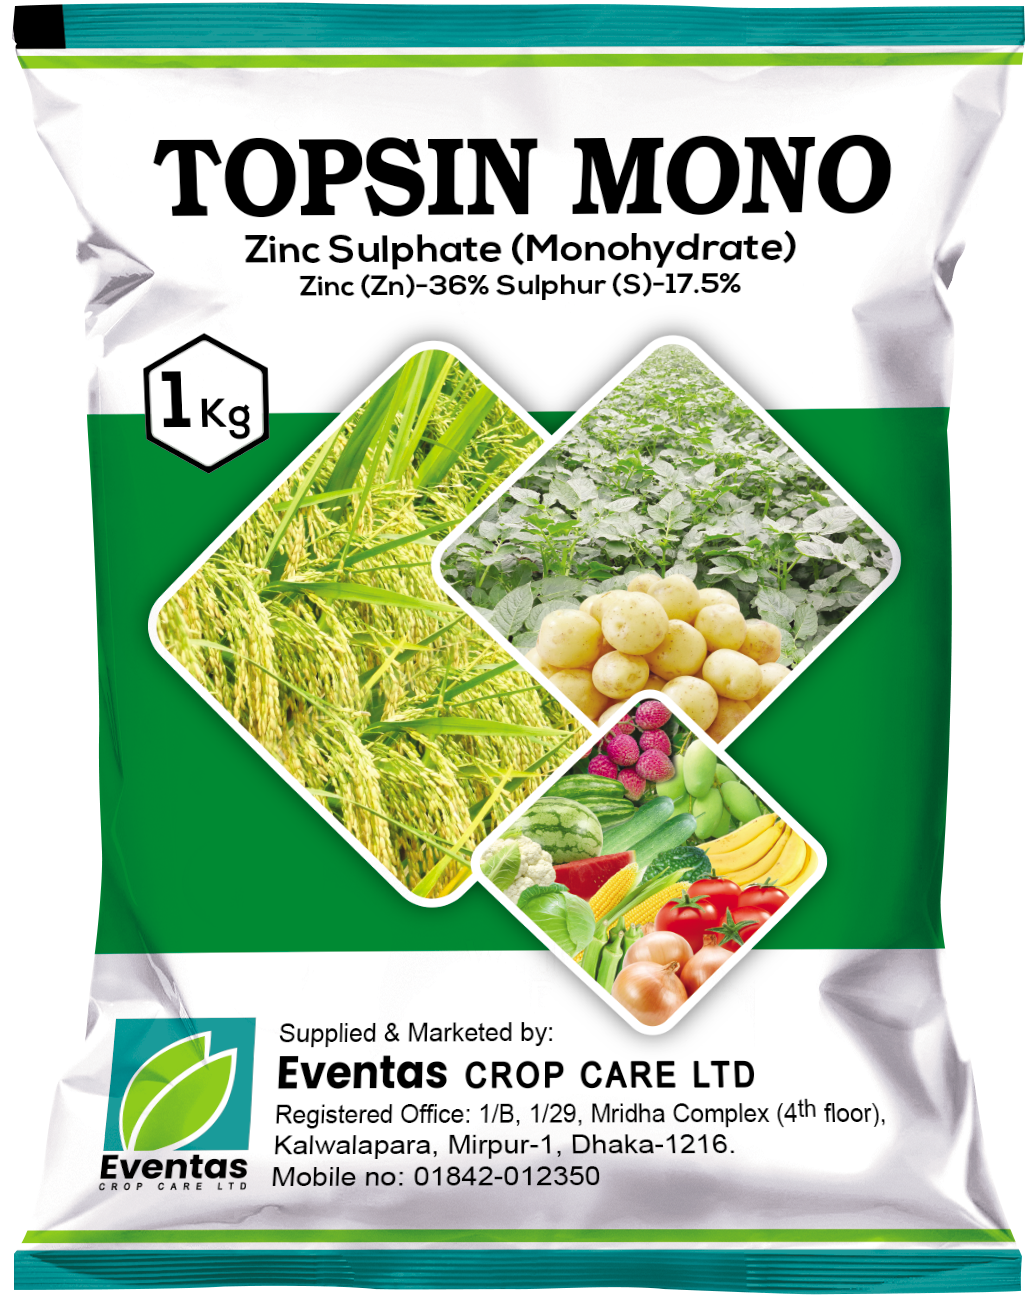 TOPSIN MONO
Zinc Sulphate (Monohydrate)
Zinc (Zn)-36% Sulphur (S)-17.5%
1 Kg
Supplied & Marketed by:
Eventas CROP CARE LTD
Registered Office: 1/B, 1/29, Mridha Complex (4th floor),
Kalwalapara, Mirpur-1, Dhaka-1216.
Mobile no: 01842-012350
Eventas
CROP CARE LTD